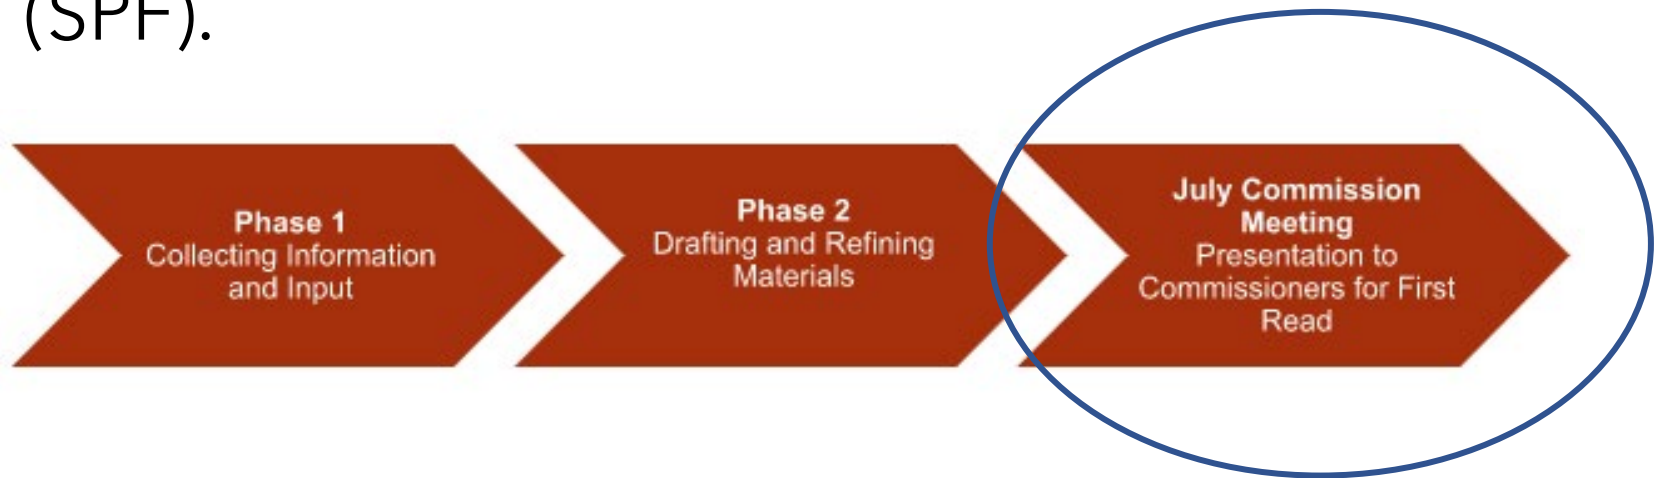 (SPF).
Phase 1
Collecting Information
and Input
Phase 2
Drafting and Refining
Materials
July Commission
Meeting
Presentation to
Commissioners for First
Read